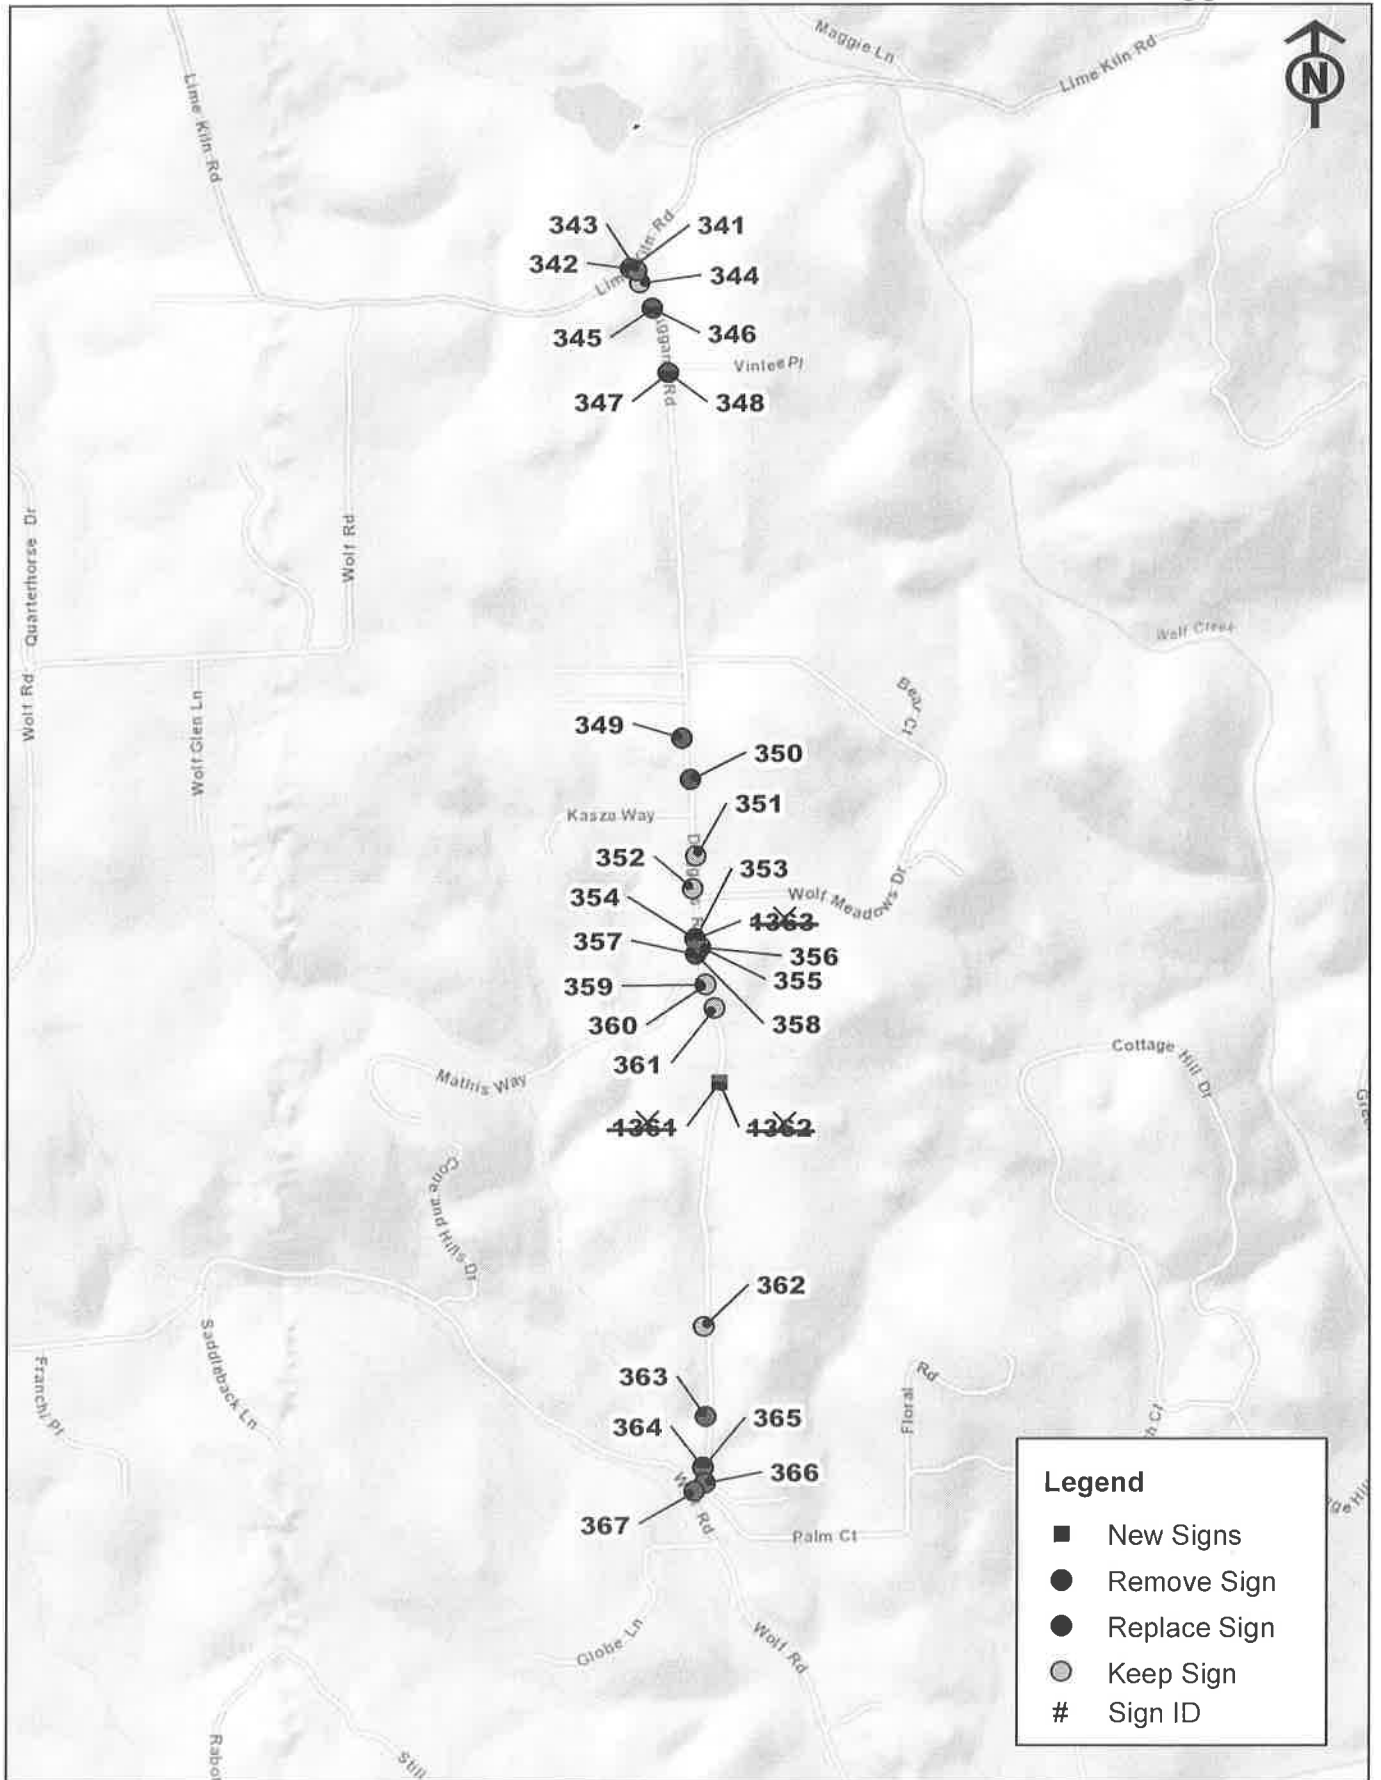 Maggie Ln
Lime Kiln Rd
N
Lime Kiln Rd
343
341
342
344
345
346
Vintee Pl
347
348
Rd
Quarterhorse Dr
Wolf Rd
Wolf Creek
Wolf Rd
Wolf Glen Ln
Bear Ct
349
350
351
Kasza Way
352
353
354
Wolf Meadows Dr
1363
357
356
355
359
360
358
361
Cottage Hill Dr
Mathis Way
1361
1362
362
363
Saddleback Ln
Franchi Pl
364
365
Floral
Rd
366
367
Rd
Palm Ct
Globe Ln
Wolf Rd
Still
Legend
New Signs
Remove Sign
Replace Sign
Keep Sign
# Sign ID